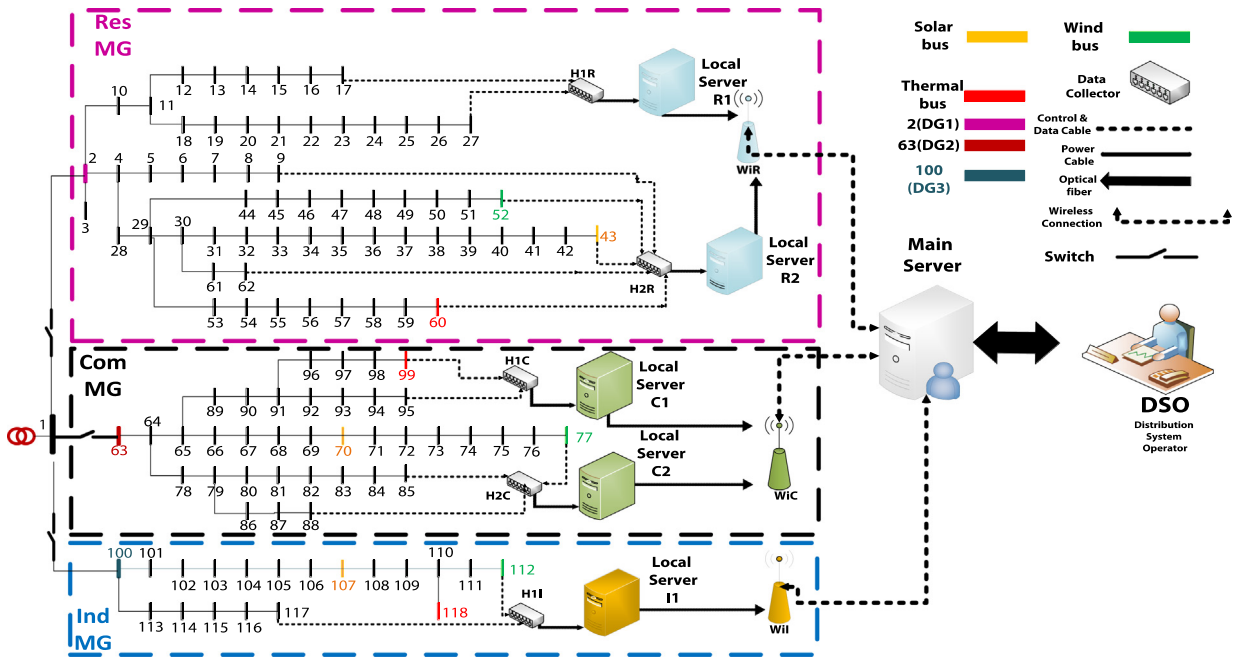 Res
MG
12 13 14 15 16 17
10
11
18 19 20 21 22 23 24 25 26 27
2 4 5 6 7 8 9
3
44 45 46 47 48 49 50 51 52
29 30
28
31 32 33 34 35 36 37 38 39 40 41 42 43
61 62
53 54 55 56 57 58 59 60
H1R
Local
Server
R1
WiR
H2R
Local
Server
R2
Com
MG
96 97 98 99
89 90 91 92 93 94 95
1
63
64
65 66 67 68 69 70 71 72 73 74 75 76 77
78 79 80 81 82 83 84 85
86 87 88
H1C
Local
Server
C1
H2C
Local
Server
C2
WiC
Ind
MG
100 101
102 103 104 105 106 107 108 109
110
111
112
113 114 115 116
117
118
H1I
Local
Server
I1
WiI
Solar
bus
Wind
bus
Thermal
bus
2(DG1)
63(DG2)
100
(DG3)
Data
Collector
Control &
Data Cable
Power
Cable
Optical
fiber
Wireless
Connection
Switch
Main
Server
DSO
Distribution
System
Operator